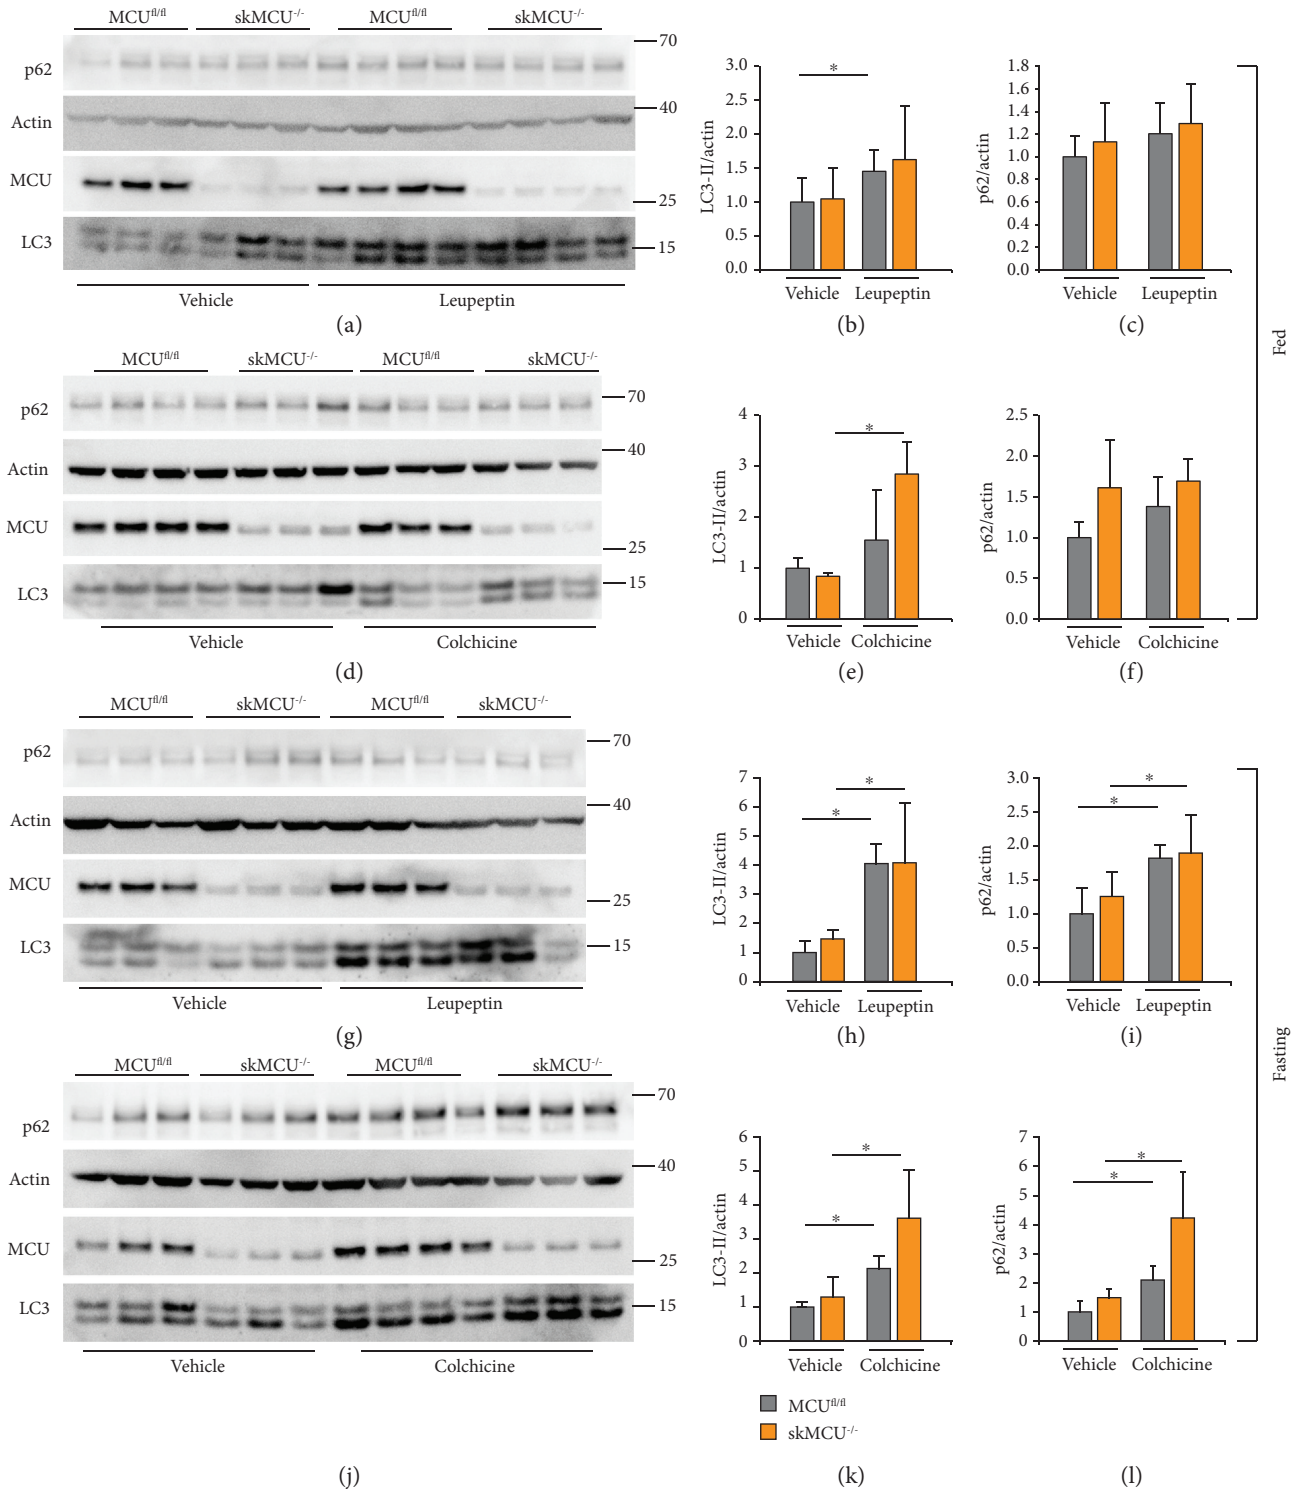 MCUfl/fl skMCU-/- MCUfl/fl skMCU-/-
p62
70
Actin
40
MCU
25
LC3
15
Vehicle Leupeptin
(a)
LC3-II/actin
3.0
2.5
2.0
1.5
1.0
0.5
0.0
*
Vehicle Leupeptin
(b)
p62/actin
1.8
1.6
1.4
1.2
1.0
0.8
0.6
0.4
0.2
0.0
Vehicle Leupeptin
(c)
Fed
MCUfl/fl skMCU-/- MCUfl/fl skMCU-/-
p62
70
Actin
40
MCU
25
LC3
15
Vehicle Colchicine
(d)
LC3-II/actin
4
3
2
1
0
*
Vehicle Colchicine
(e)
p62/actin
2.5
2.0
1.5
1.0
0.5
0.0
Vehicle Colchicine
(f)
MCUfl/fl skMCU-/- MCUfl/fl skMCU-/-
p62
70
Actin
40
MCU
25
LC3
15
Vehicle Leupeptin
(g)
LC3-II/actin
7
6
5
4
3
2
1
0
*
*
Vehicle Leupeptin
(h)
p62/actin
3.0
2.5
2.0
1.5
1.0
0.5
0.0
*
*
Vehicle Leupeptin
(i)
Fasting
MCUfl/fl skMCU-/- MCUfl/fl skMCU-/-
p62
70
Actin
40
MCU
25
LC3
15
Vehicle Colchicine
(j)
LC3-II/actin
6
5
4
3
2
1
0
*
*
Vehicle Colchicine
MCUfl/fl
skMCU-/-
(k)
p62/actin
7
6
5
4
3
2
1
0
*
*
Vehicle Colchicine
(l)